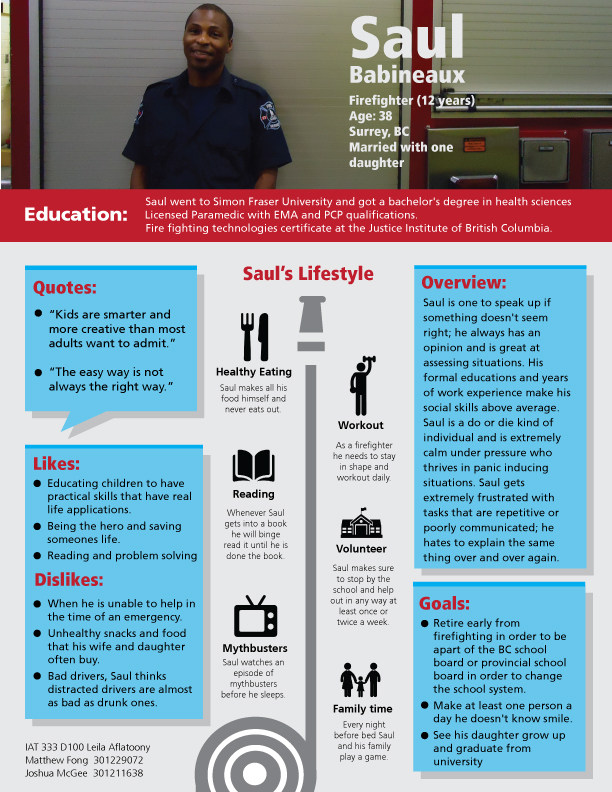 Saul
Babineaux
Firefighter (12 years)
Age: 38
Surrey, BC
Married with one
daughter
Education:
Saul went to Simon Fraser University and got a bachelor's degree in health sciences
Licensed Paramedic with EMA and PCP qualifications.
Fire fighting technologies certificate at the Justice Institute of British Columbia.
Quotes:
● “Kids are smarter and
more creative than most
adults want to admit.”
● “The easy way is not
always the right way.”
Likes:
● Educating children to have
practical skills that have real
life applications.
● Being the hero and saving
someones life.
● Reading and problem solving
Dislikes:
● When he is unable to help in
the time of an emergency.
● Unhealthy snacks and food
that his wife and daughter
often buy.
● Bad drivers, Saul thinks
distracted drivers are almost
as bad as drunk ones.
Saul’s Lifestyle
Healthy Eating
Saul makes all his
food himself and
never eats out.
Workout
As a firefighter
he needs to stay
in shape and
workout daily.
Reading
Whenever Saul
gets into a book
he will binge
read it until he is
done the book.
Volunteer
Saul makes sure
to stop by the
school and help
out in any way at
least once or
twice a week.
Mythbusters
Saul watches an
episode of
mythbusters
before he sleeps.
Family time
Every night
before bed Saul
and his family
play a game.
Overview:
Saul is one to speak up if
something doesn't seem
right; he always has an
opinion and is great at
assessing situations. His
formal educations and years
of work experience make his
social skills above average.
Saul is a do or die kind of
individual and is extremely
calm under pressure who
thrives in panic inducing
situations. Saul gets
extremely frustrated with
tasks that are repetitive or
poorly communicated; he
hates to explain the same
thing over and over again.
Goals:
● Retire early from
firefighting in order to be
apart of the BC school
board or provincial school
board in order to change
the school system.
● Make at least one person a
day he doesn't know smile.
● See his daughter grow up
and graduate from
university
IAT 333 D100 Leila Aflatoony
Matthew Fong 301229072
Joshua McGee 301211638